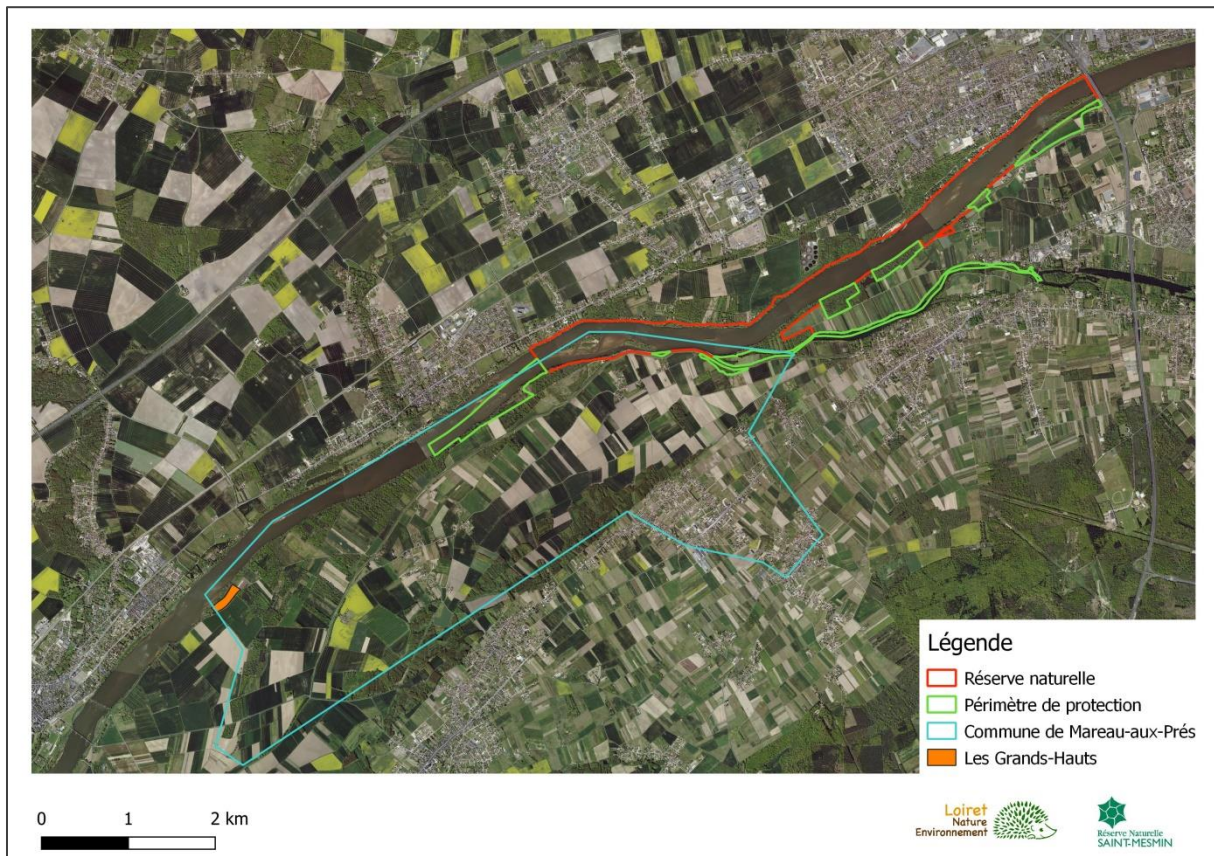 Légende
Réserve naturelle
Périmètre de protection
Commune de Mareau-aux-Prés
Les Grands-Hauts
0 1 2 km
Loiret
Nature
Environnement
Réserve Naturelle
SAINT-MESMIN